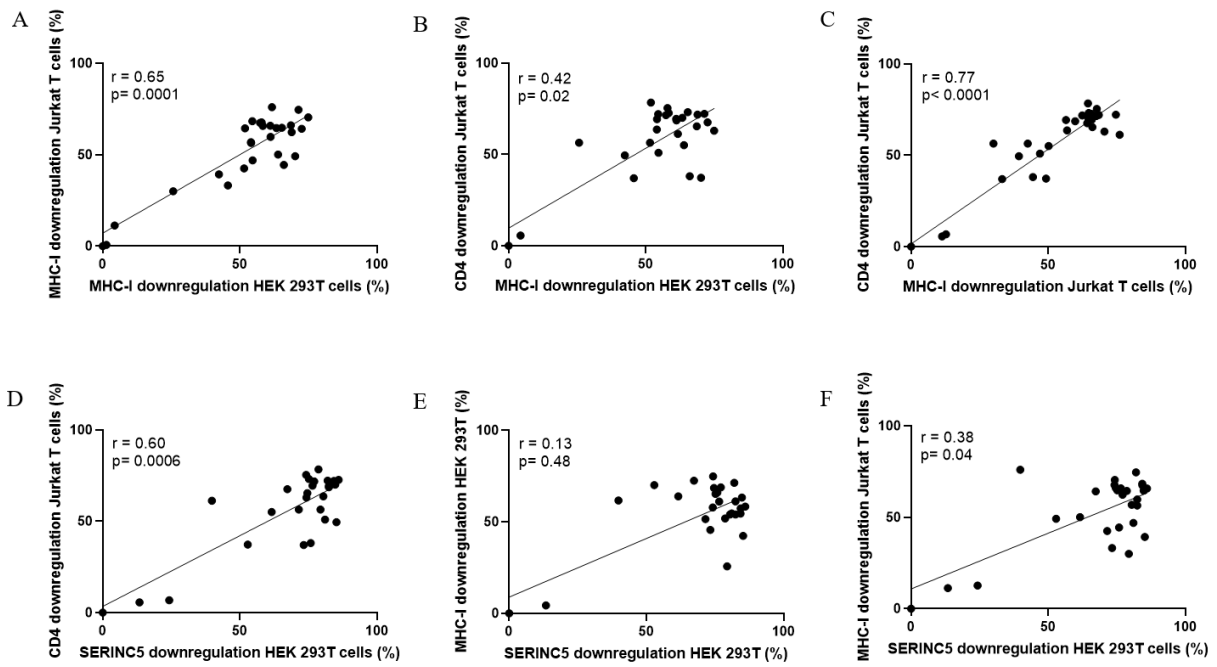 A
MHC-I downregulation Jurkat T cells (%)
100
50
0
r = 0.65
p= 0.0001
0
50
100
MHC-I downregulation HEK 293T cells (%)
B
CD4 downregulation Jurkat T cells (%)
100
50
0
r = 0.42
p= 0.02
0
50
100
MHC-I downregulation HEK 293T cells (%)
C
CD4 downregulation Jurkat T cells (%)
100
50
0
r = 0.77
p< 0.0001
0
50
100
MHC-I downregulation Jurkat T cells (%)
D
CD4 downregulation Jurkat T cells (%)
100
50
0
r = 0.60
p= 0.0006
0
50
100
SERINC5 downregulation HEK 293T cells (%)
E
MHC-I downregulation HEK 293T (%)
100
50
0
r = 0.13
p= 0.48
0
50
100
SERINC5 downregulation HEK 293T (%)
F
MHC-I downregulation Jurkat T cells (%)
100
50
0
r = 0.38
p= 0.04
0
50
100
SERINC5 downregulation HEK 293T cells (%)